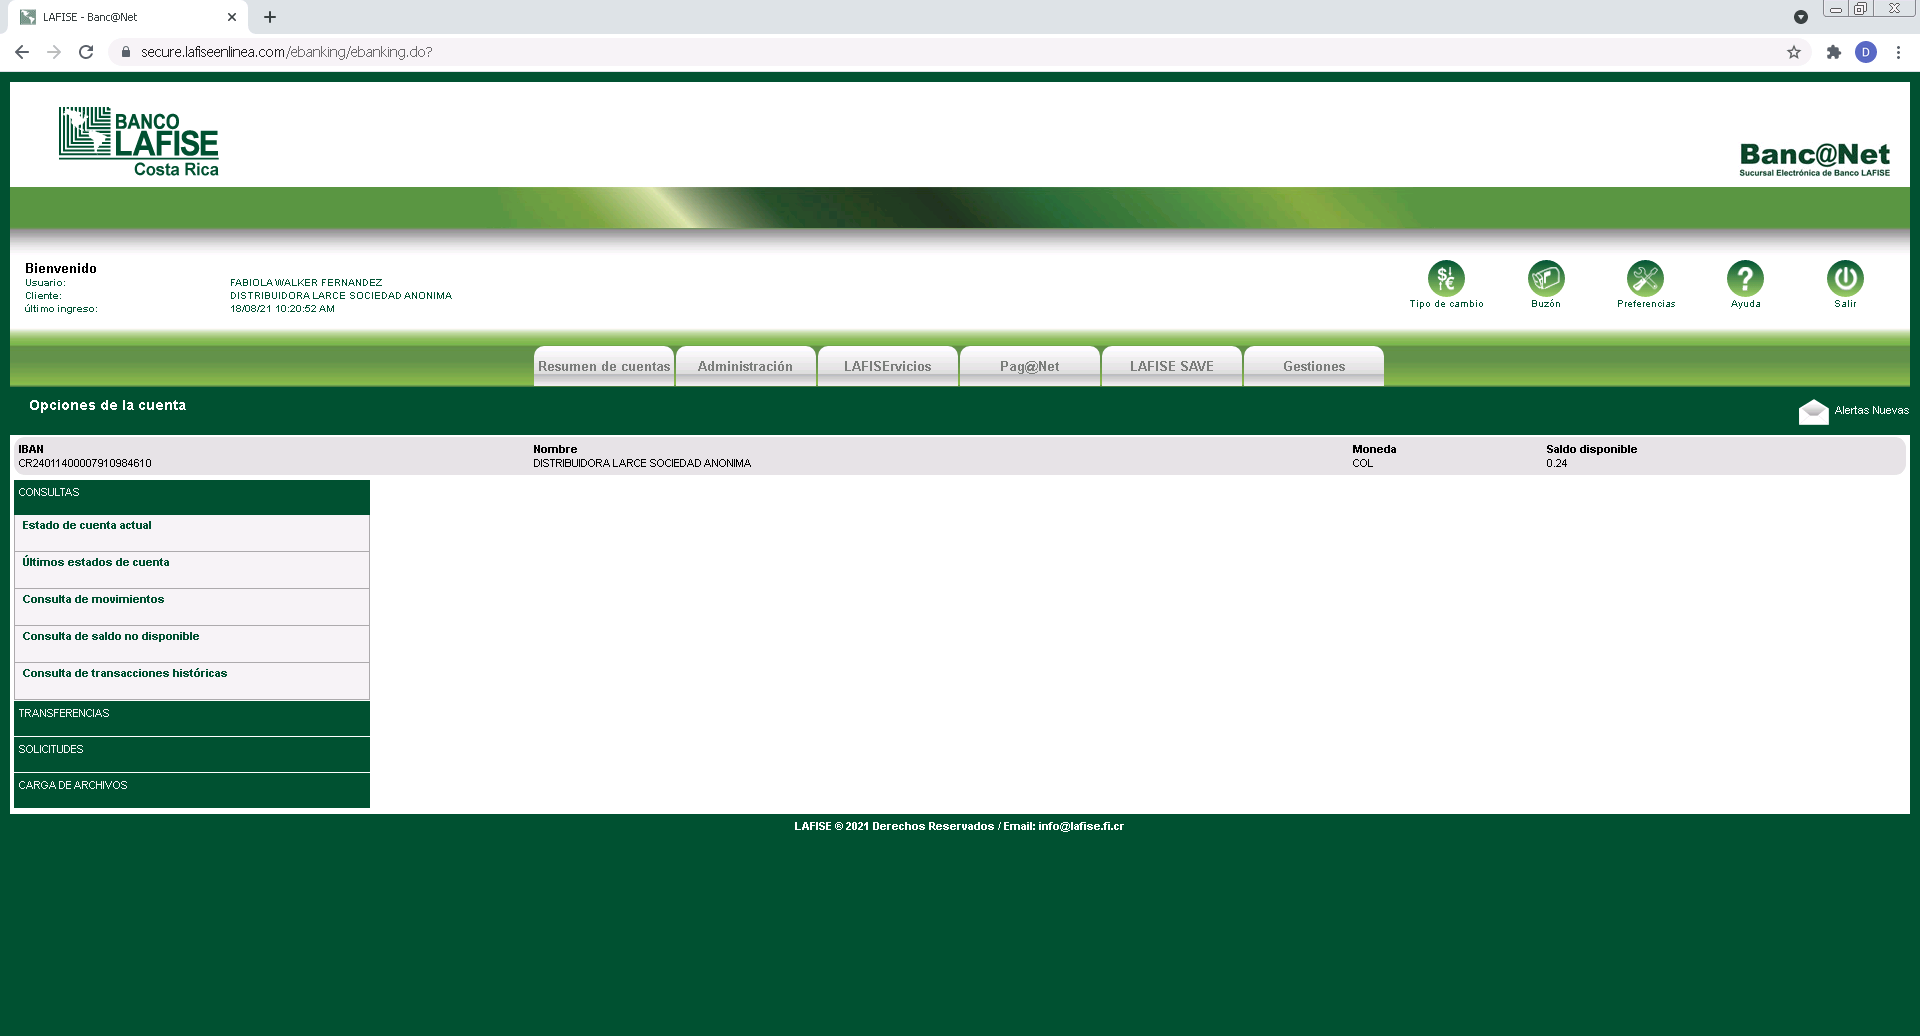 LAFISE - Banc@Net
secure.lafiseenlinea.com/ebanking/ebanking.do?
D
BANCO
LAFISE
Costa Rica
Banc@Net
Sucursal Electrónica de Banco LAFISE
Bienvenido
Usuario: FABIOLA WALKER FERNANDEZ
Cliente: DISTRIBUIDORA LARCE SOCIEDAD ANONIMA
último ingreso: 18/08/21 10:20:52 AM
Tipo de cambio Buzón Preferencias Ayuda Salir
Resumen de cuentas Administración LAFISErvicios Pag@Net LAFISE SAVE Gestiones
Opciones de la cuenta
Alertas Nuevas
IBAN Nombre Moneda Saldo disponible
CR24011400007910984610 DISTRIBUIDORA LARCE SOCIEDAD ANONIMA COL 0.24
CONSULTAS
Estado de cuenta actual
Últimos estados de cuenta
Consulta de movimientos
Consulta de saldo no disponible
Consulta de transacciones históricas
TRANSFERENCIAS
SOLICITUDES
CARGA DE ARCHIVOS
LAFISE © 2021 Derechos Reservados / Email: info@lafise.fi.cr